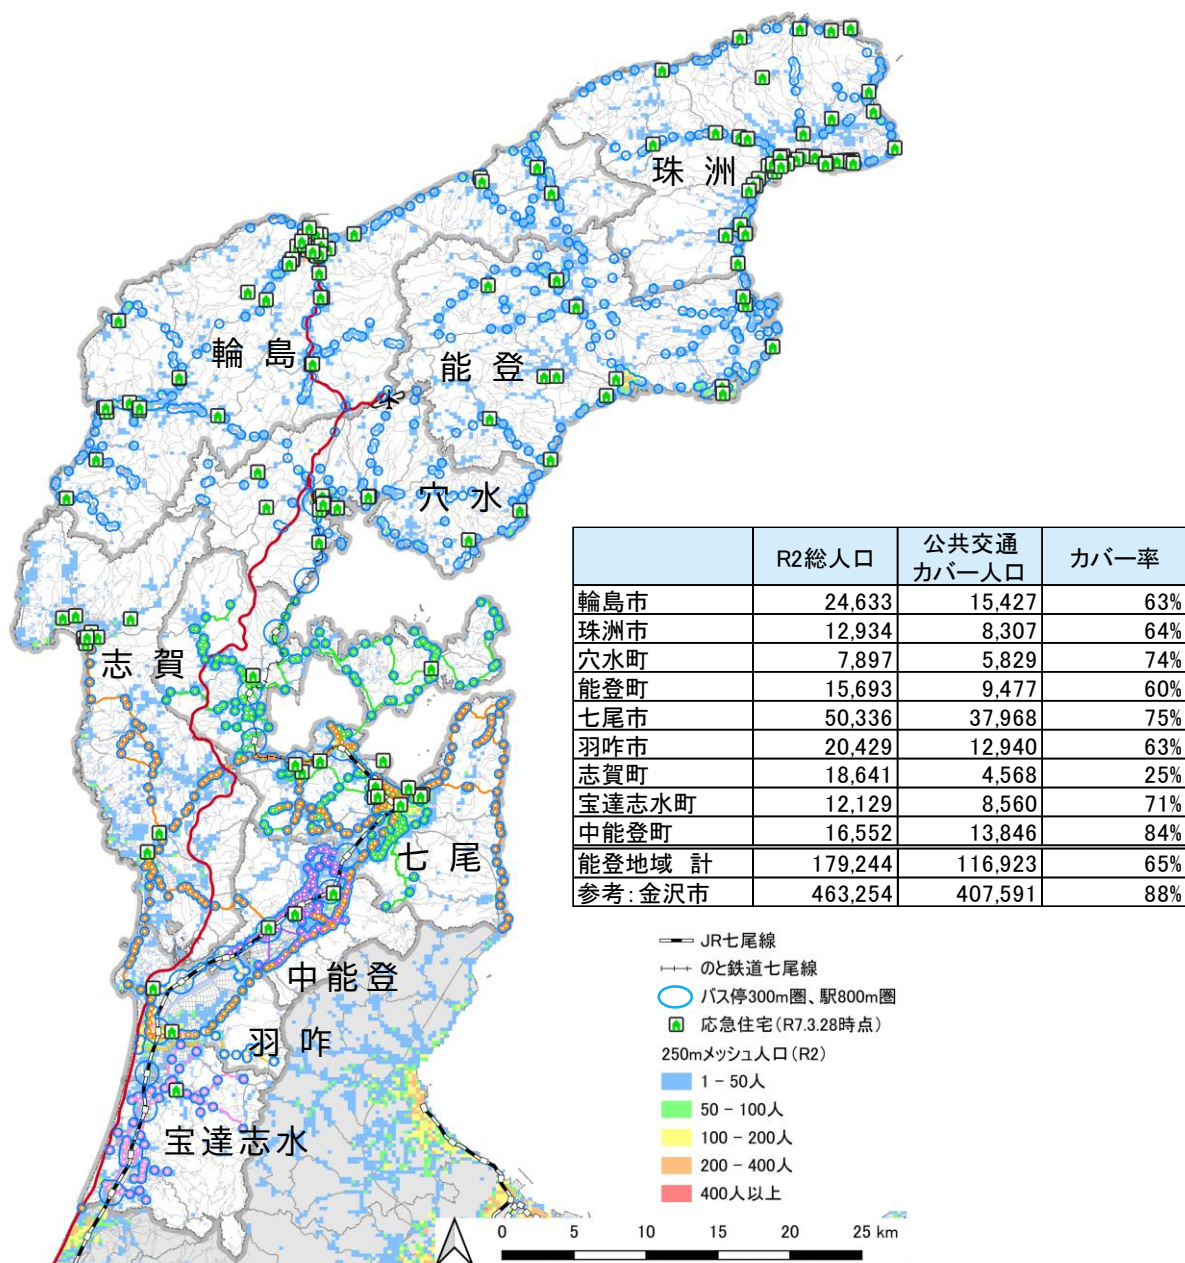 珠洲
輪島
能登
穴水
志賀
七尾
中能登
羽咋
宝達志水
R2総人口 公共交通カバー人口 カバー率
輪島市 24,633 15,427 63%
珠洲市 12,934 8,307 64%
穴水町 7,897 5,829 74%
能登町 15,693 9,477 60%
七尾市 50,336 37,968 75%
羽咋市 20,429 12,940 63%
志賀町 18,641 4,568 25%
宝達志水町 12,129 8,560 71%
中能登町 16,552 13,846 84%
能登地域 計 179,244 116,923 65%
参考:金沢市 463,254 407,591 88%
JR七尾線
のと鉄道七尾線
バス停300m圏、駅800m圏
応急住宅(R7.3.28時点)
250mメッシュ人口(R2)
1 - 50人
50 - 100人
100 - 200人
200 - 400人
400人以上
0 5 10 15 20 25 km